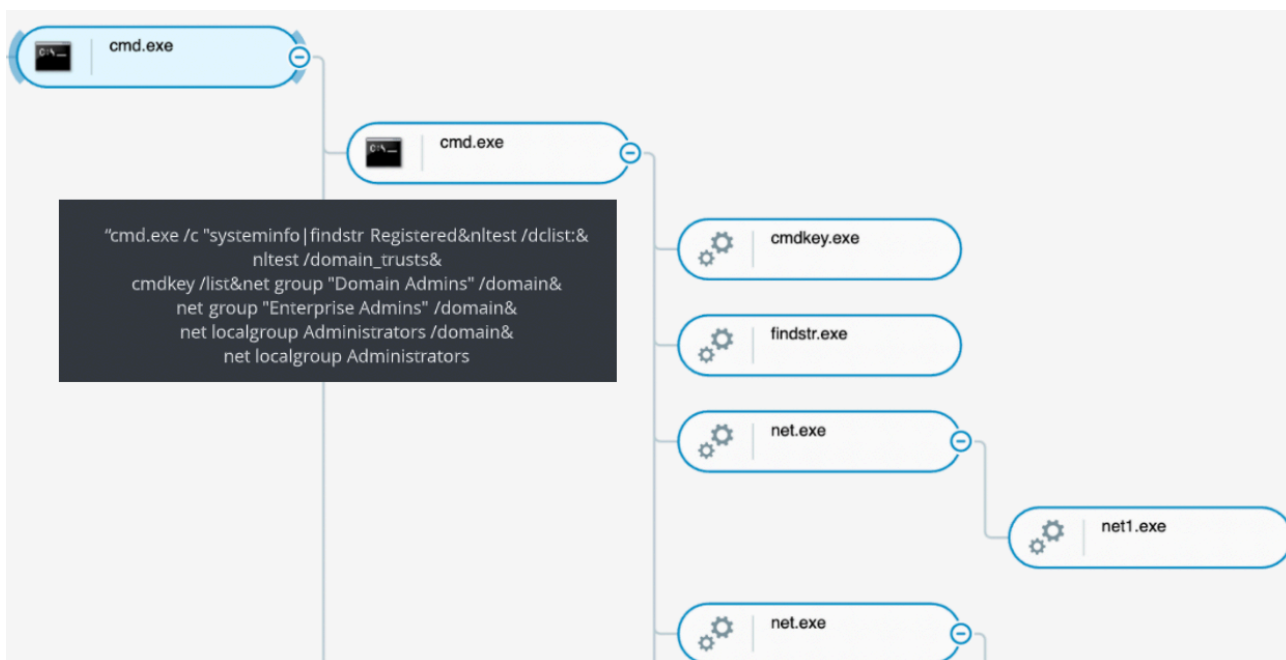 cmd.exe
cmd.exe
“cmd.exe /c "systeminfo|findstr Registered&nltest /dclist:&
nltest /domain_trusts&
cmdkey /list&net group "Domain Admins" /domain&
net group "Enterprise Admins" /domain&
net localgroup Administrators /domain&
net localgroup Administrators
cmdkey.exe
findstr.exe
net.exe
net1.exe
net.exe